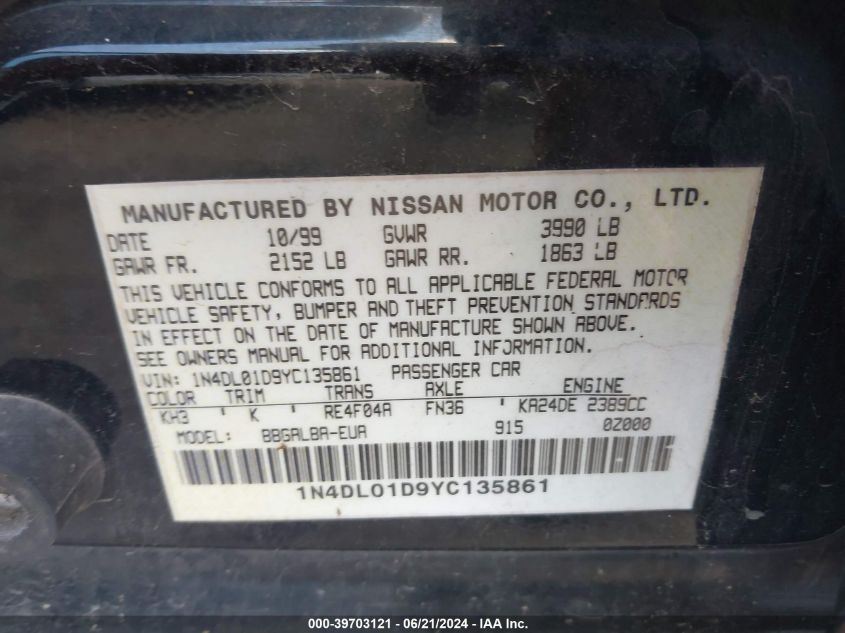 MANUFACTURED BY NISSAN MOTOR CO., LTD.
DATE 10/99 GVWR 3990 LB
GAWR FR. 2152 LB GAWR RR. 1863 LB
THIS VEHICLE CONFORMS TO ALL APPLICABLE FEDERAL MOTOR
VEHICLE SAFETY, BUMPER AND THEFT PREVENTION STANDARDS
IN EFFECT ON THE DATE OF MANUFACTURE SHOWN ABOVE.
SEE OWNERS MANUAL FOR ADDITIONAL INFORMATION.
VIN: 1N4DL01D9YC135861 PASSENGER CAR
COLOR TRIM TRANS AXLE ENGINE
KH3 ' K ' RE4F04A FN36 ' KA24DE 2389CC
MODEL: BBGALBA-EUA 915 0Z000
1N4DL01D9YC135861
000-39703121 - 06/21/2024 - IAA Inc.